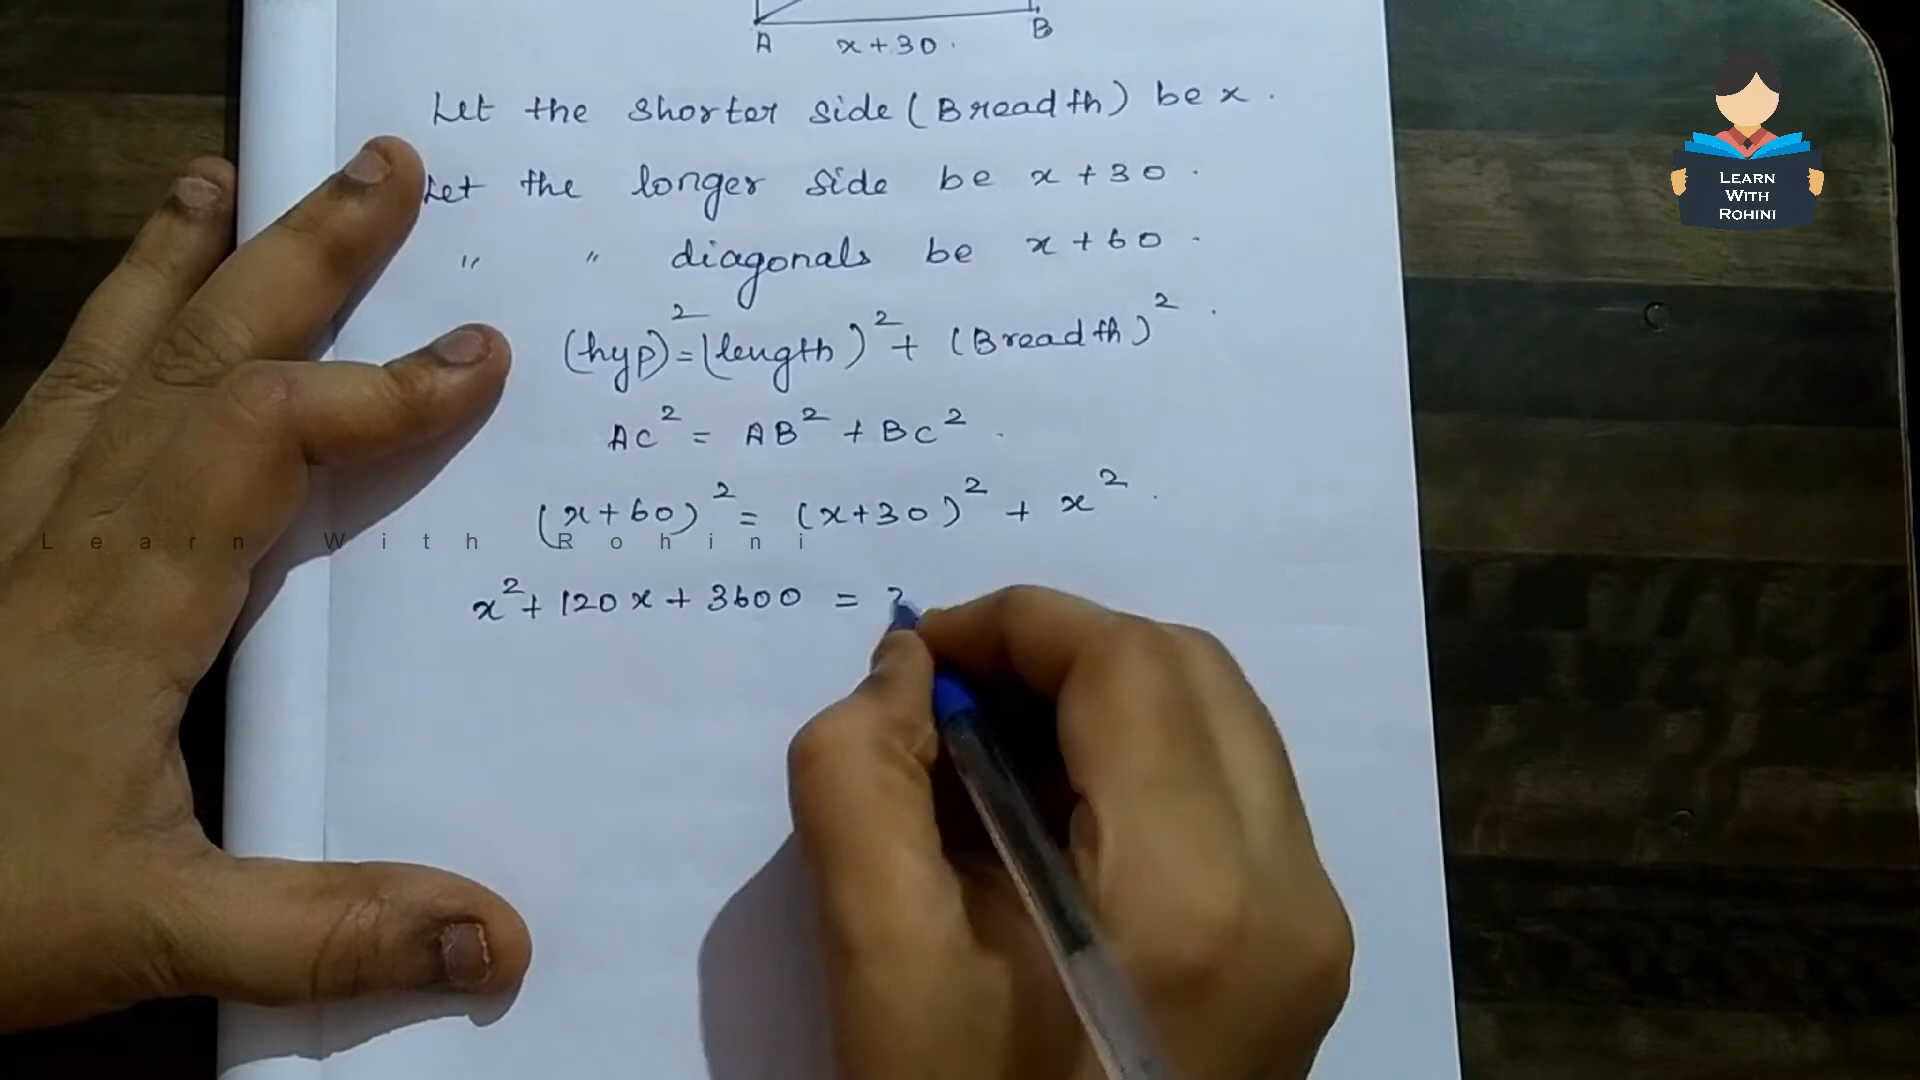 A x+30. B
Let the shorter side (Breadth) be x.
Let the longer side be x+30.
" " diagonals be x+60.
(hyp)² = (length)² + (Breadth)².
AC² = AB² + BC².
(x+60)² = (x+30)² + x².
x² + 120x + 3600 =
LEARN
WITH
ROHINI
Learn With Rohini